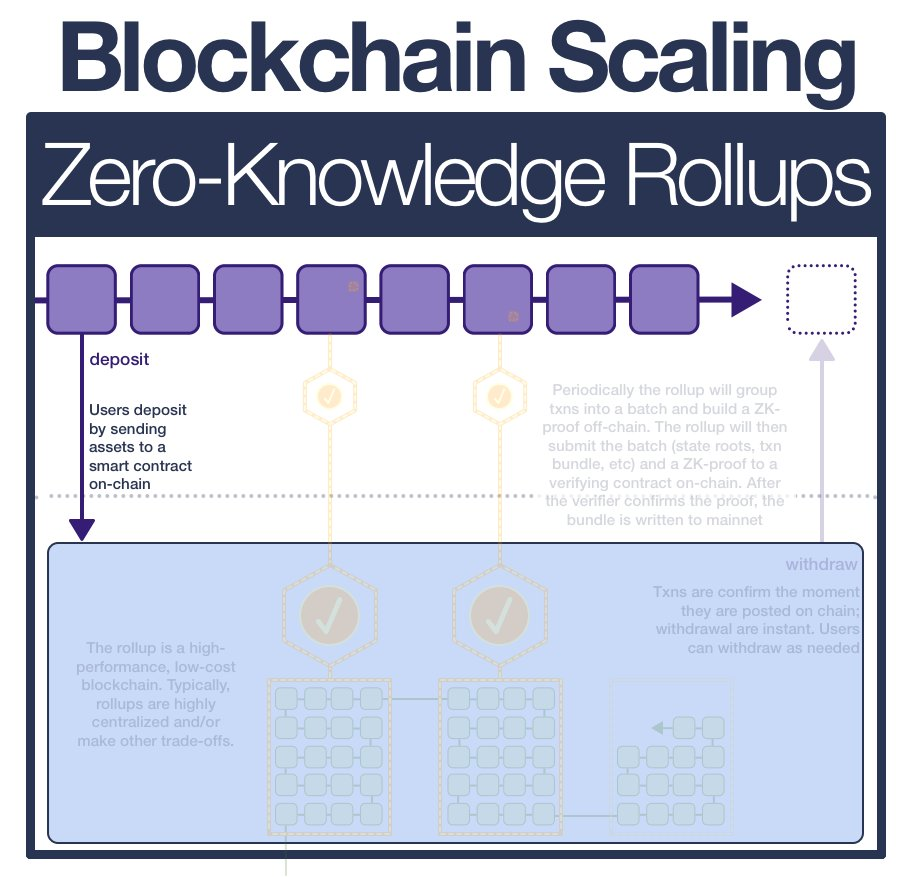 Blockchain Scaling
Zero-Knowledge Rollups
deposit
Users deposit
by sending
assets to a
smart contract
on-chain
Periodically the rollup will group
txns into a batch and build a ZK-
proof off-chain. The rollup will then
submit the batch (state roots, txn
bundle, etc) and a ZK-proof to a
verifying contract on-chain. After
the verifier confirms the proof, the
bundle is written to mainnet
withdraw
Txns are confirm the moment
they are posted on chain;
withdrawal are instant. Users
can withdraw as needed
The rollup is a high-
performance, low-cost
blockchain. Typically,
rollups are highly
centralized and/or
make other trade-offs.